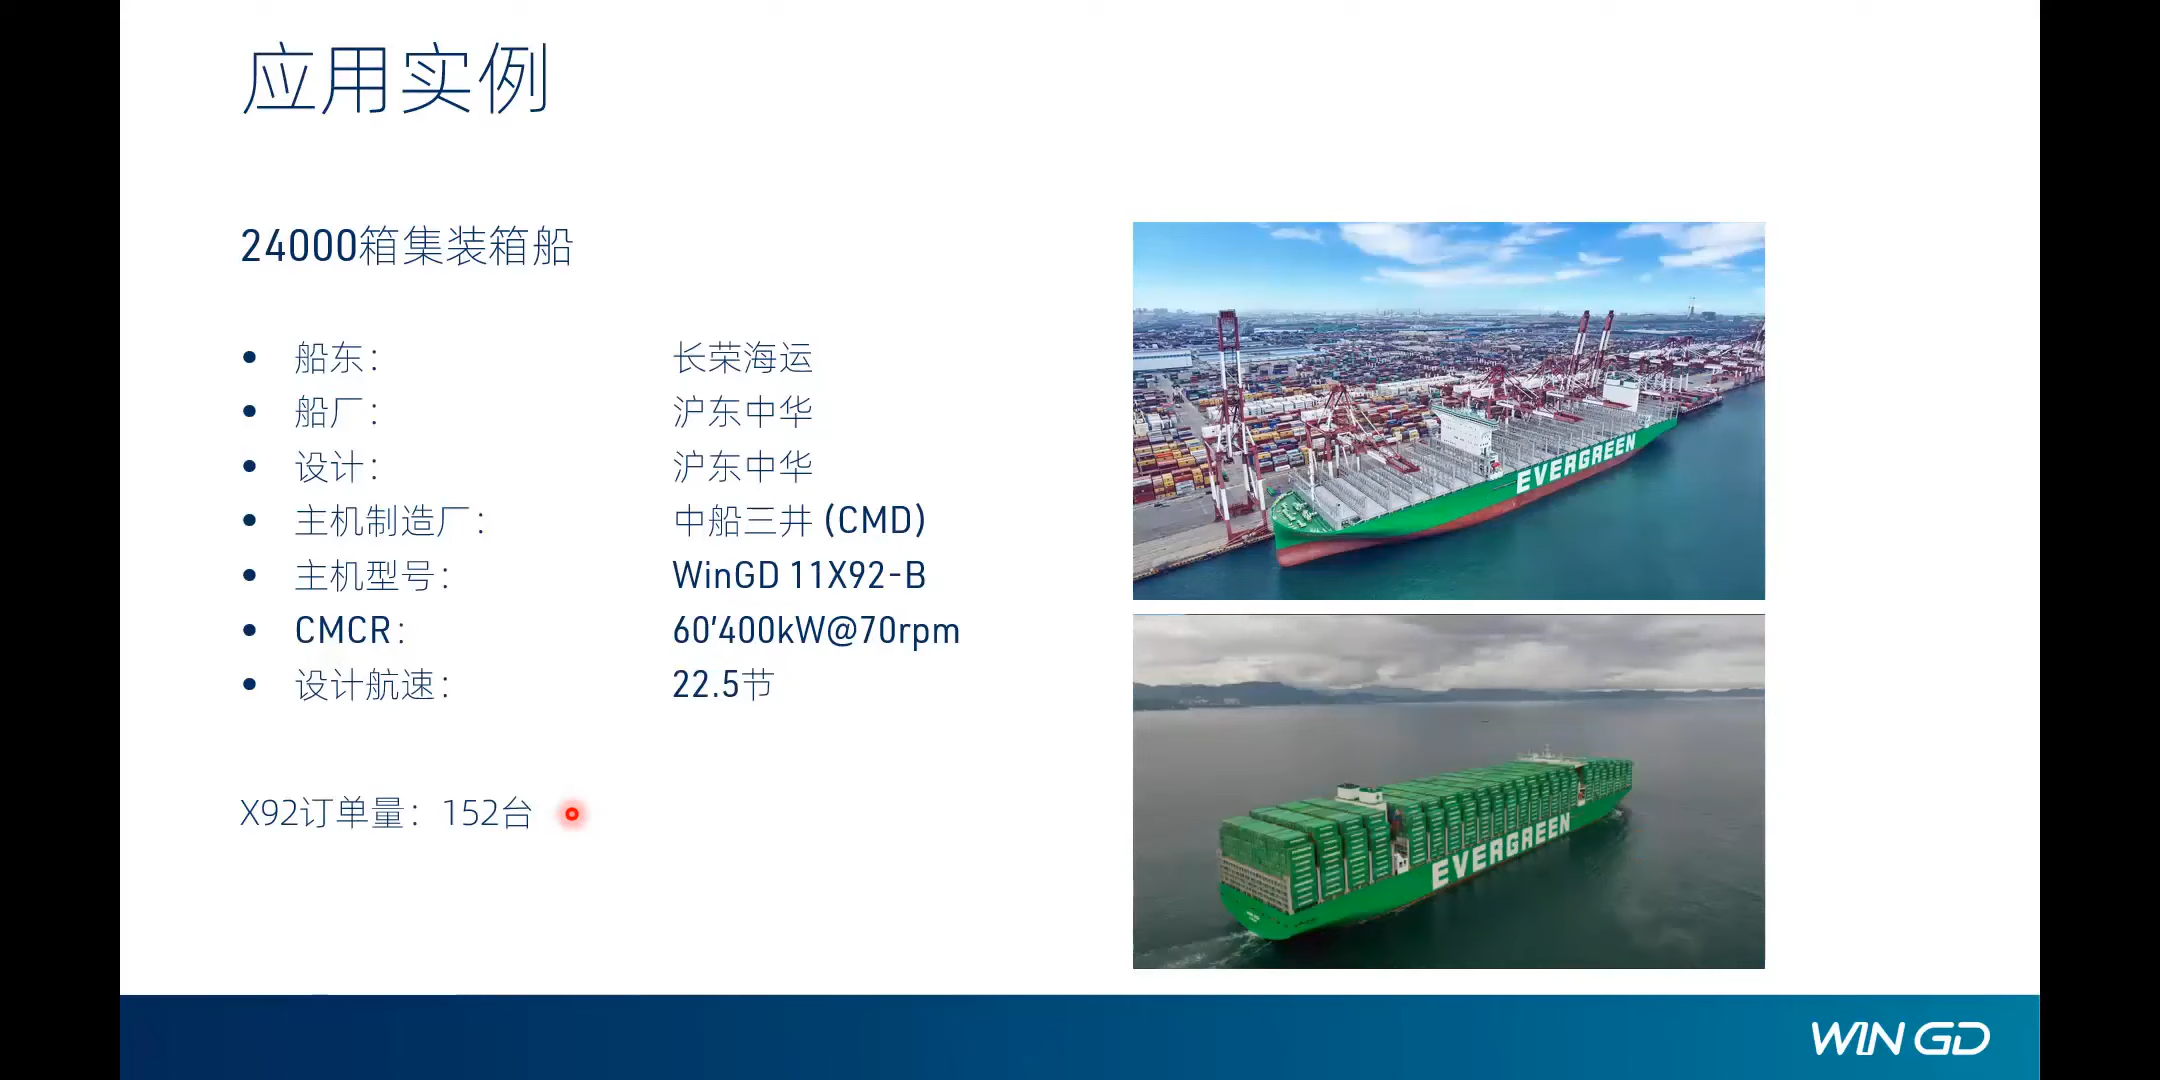 应用实例
24000箱集装箱船
• 船东： 长荣海运
• 船厂： 沪东中华
• 设计： 沪东中华
• 主机制造厂： 中船三井 (CMD)
• 主机型号： WinGD 11X92-B
• CMCR： 60'400kW@70rpm
• 设计航速： 22.5节
X92订单量：152台
EVERGREEN
EVERGREEN
WIN GD